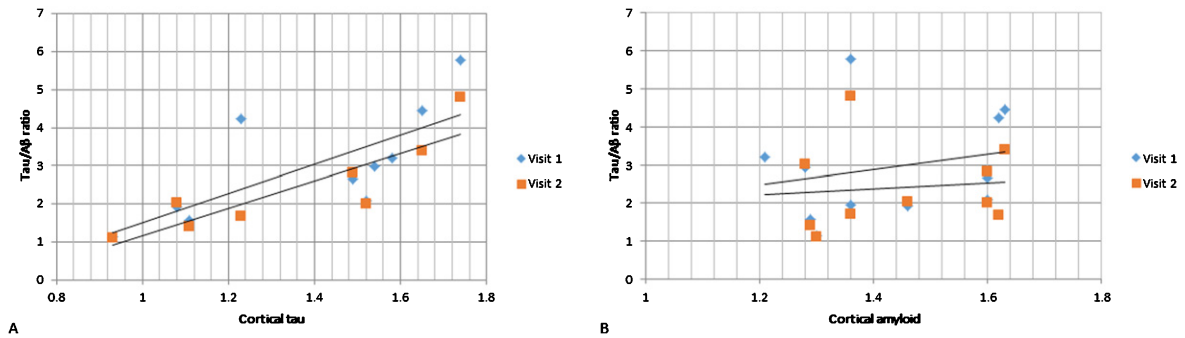 7
6
5
4
3
2
1
0
Tau/Aβ ratio
0.8 1 1.2 1.4 1.6 1.8
Cortical tau
Visit 1
Visit 2
A
7
6
5
4
3
2
1
0
Tau/Aβ ratio
1 1.2 1.4 1.6 1.8
Cortical amyloid
Visit 1
Visit 2
B